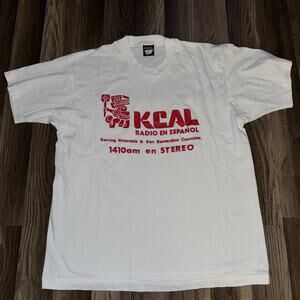 KCAL
RADIO EN ESPAÑOL
Serving Riverside & San Bernardino Counties
1410am en STEREO